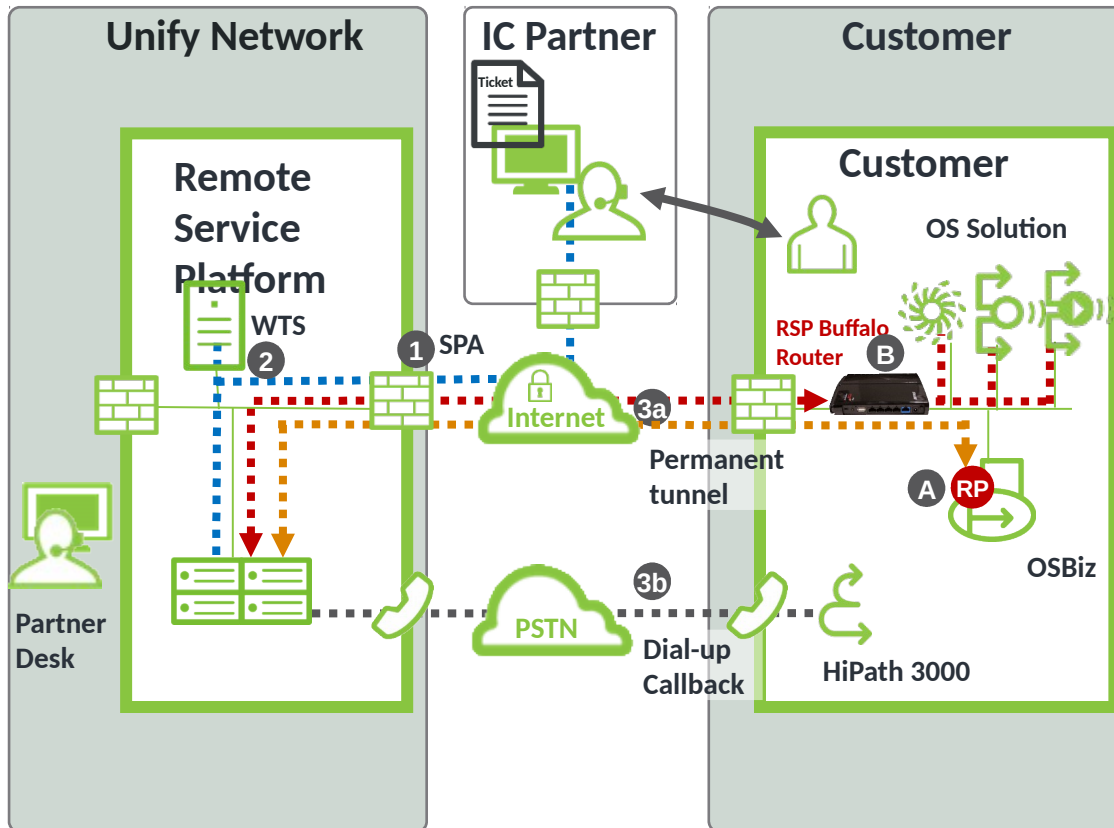 Unify Network
IC Partner
Customer
Ticket
Customer
Remote
Service
Platform
OS Solution
WTS
2
1
SPA
RSP Buffalo
Router
B
Internet
3a
Permanent
tunnel
A
RP
OSBiz
Partner
Desk
PSTN
3b
Dial-up
Callback
HiPath 3000